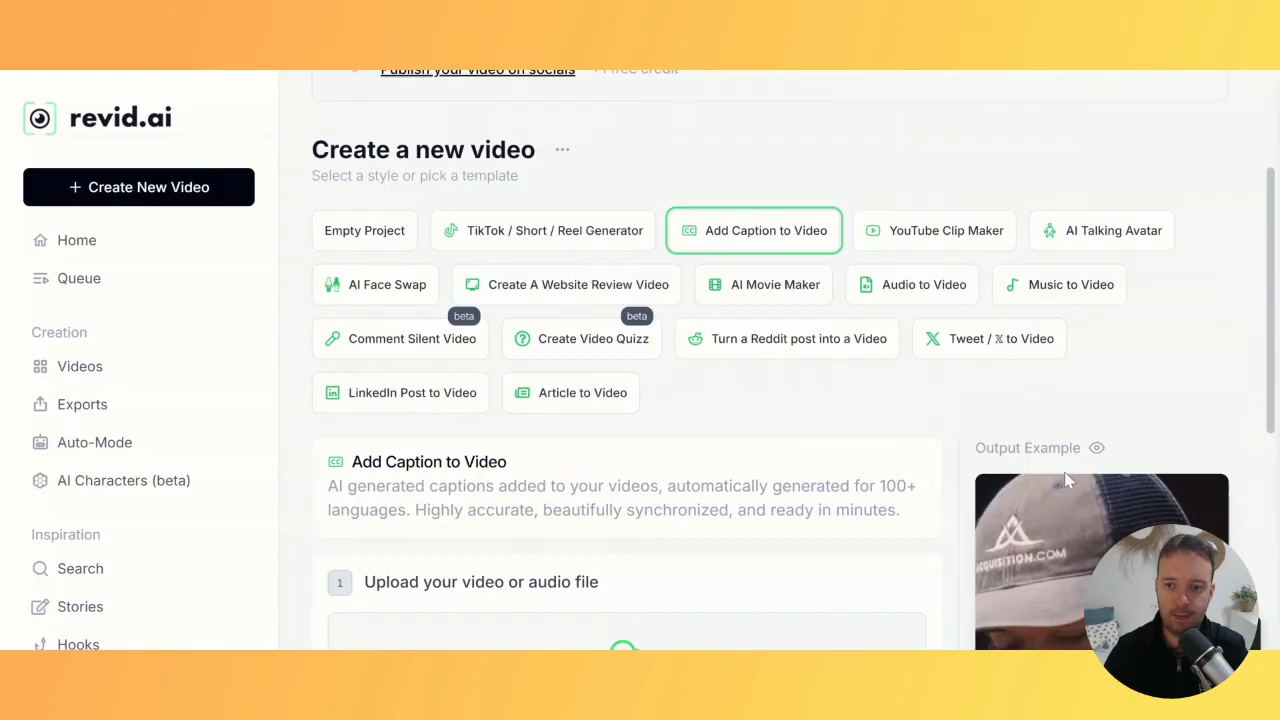 Publish your video on socials +1 free credit
revid.ai
+ Create New Video
Home
Queue
Creation
Videos
Exports
Auto-Mode
AI Characters (beta)
Inspiration
Search
Stories
Hooks
Create a new video ...
Select a style or pick a template
Empty Project
TikTok / Short / Reel Generator
CC Add Caption to Video
YouTube Clip Maker
AI Talking Avatar
AI Face Swap
Create A Website Review Video
AI Movie Maker
Audio to Video
Music to Video
beta
beta
Comment Silent Video
Create Video Quizz
Turn a Reddit post into a Video
Tweet / 𝕏 to Video
LinkedIn Post to Video
Article to Video
CC Add Caption to Video
AI generated captions added to your videos, automatically generated for 100+
languages. Highly accurate, beautifully synchronized, and ready in minutes.
1 Upload your video or audio file
Output Example
ACQUISITION.COM